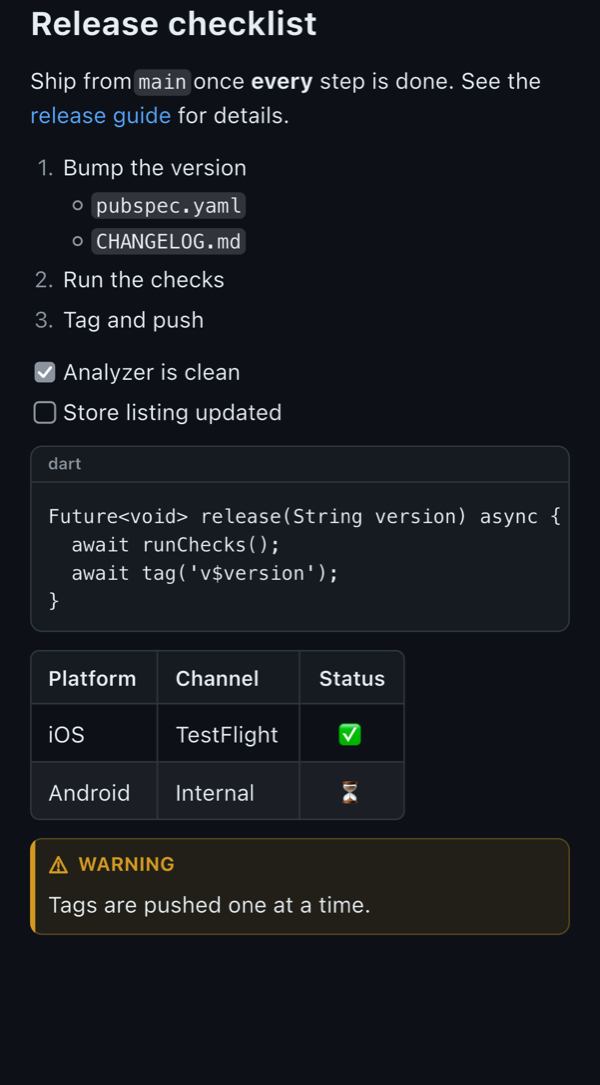 Release checklist
Ship from main once every step is done. See the
release guide for details.
1. Bump the version
pubspec.yaml
CHANGELOG.md
2. Run the checks
3. Tag and push
Analyzer is clean
Store listing updated
dart
Future<void> release(String version) async {
  await runChecks();
  await tag('v$version');
}
Platform Channel Status
iOS TestFlight ✅
Android Internal ⏳
⚠ WARNING
Tags are pushed one at a time.